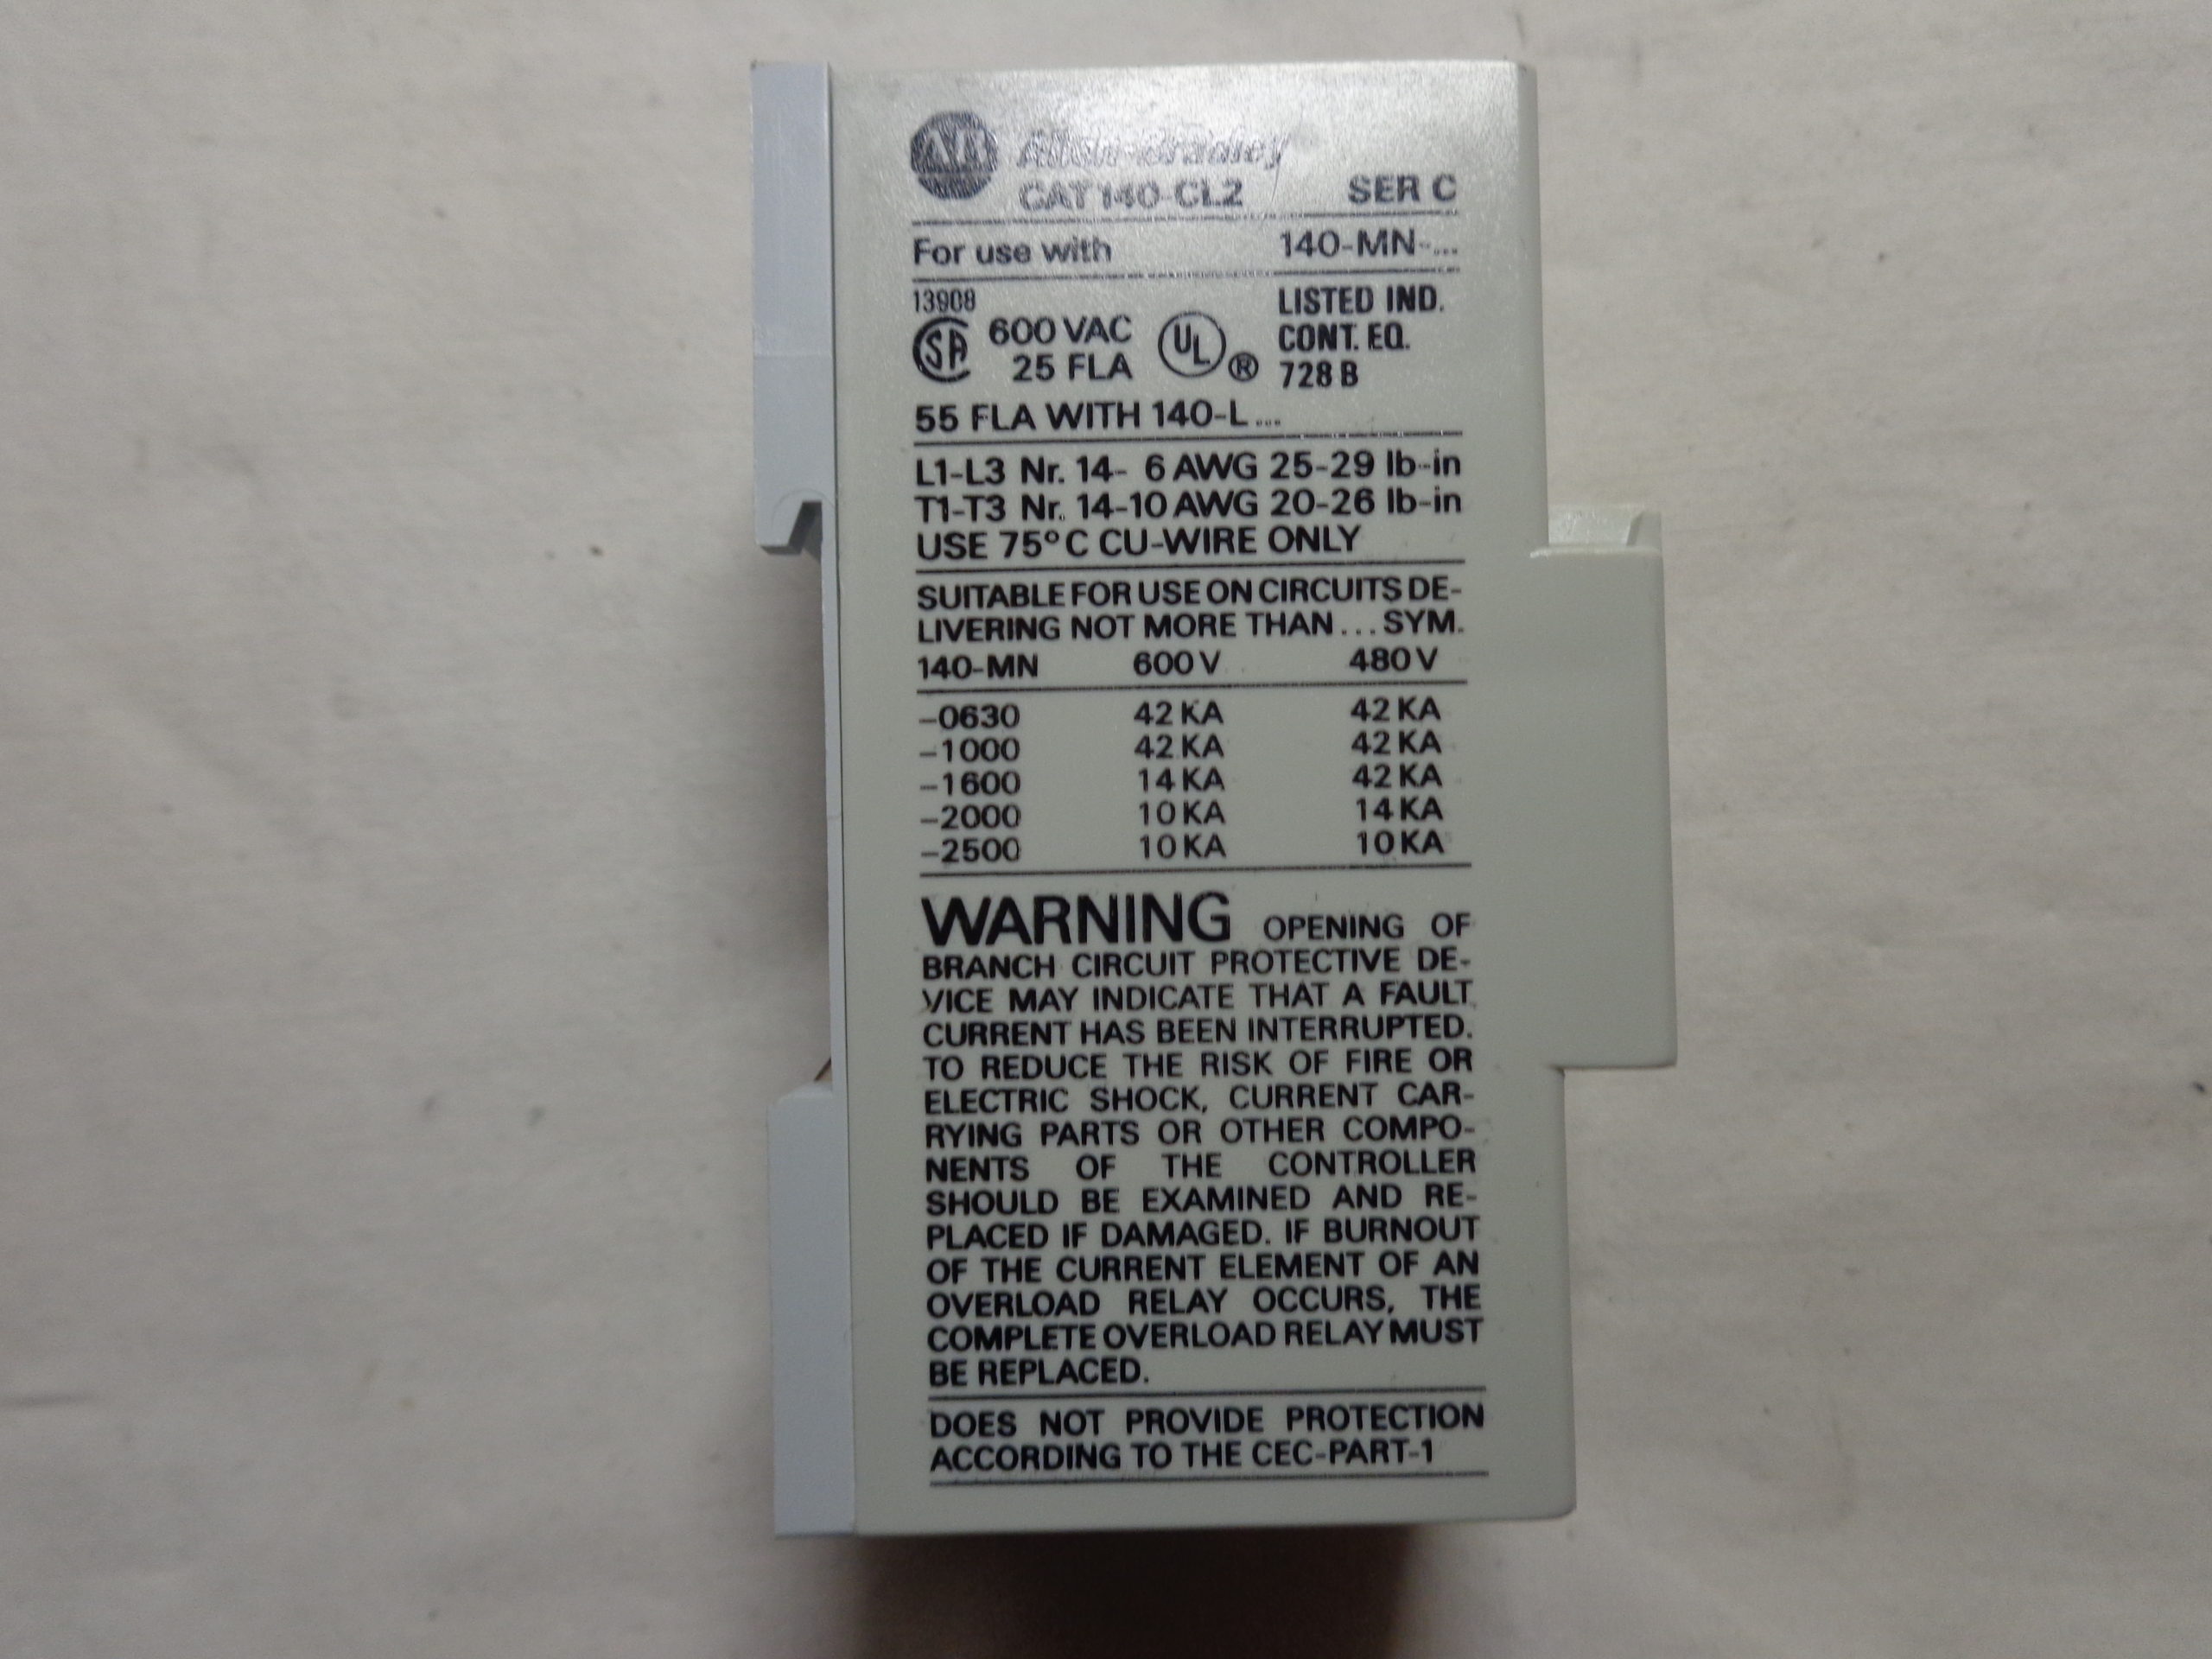 AB Allen-Bradley
CAT 140-CL2 SER C
For use with 140-MN-...
13908
LISTED IND.
SA 600 VAC UL ® CONT. EQ.
25 FLA 728 B
55 FLA WITH 140-L...
L1-L3 Nr. 14- 6 AWG 25-29 lb-in
T1-T3 Nr. 14-10 AWG 20-26 lb-in
USE 75°C CU-WIRE ONLY
SUITABLE FOR USE ON CIRCUITS DE-
LIVERING NOT MORE THAN ... SYM.
140-MN 600 V 480 V
-0630 42 KA 42 KA
-1000 42 KA 42 KA
-1600 14 KA 42 KA
-2000 10 KA 14 KA
-2500 10 KA 10 KA
WARNING OPENING OF
BRANCH CIRCUIT PROTECTIVE DE-
VICE MAY INDICATE THAT A FAULT
CURRENT HAS BEEN INTERRUPTED.
TO REDUCE THE RISK OF FIRE OR
ELECTRIC SHOCK, CURRENT CAR-
RYING PARTS OR OTHER COMPO-
NENTS OF THE CONTROLLER
SHOULD BE EXAMINED AND RE-
PLACED IF DAMAGED. IF BURNOUT
OF THE CURRENT ELEMENT OF AN
OVERLOAD RELAY OCCURS, THE
COMPLETE OVERLOAD RELAY MUST
BE REPLACED.
DOES NOT PROVIDE PROTECTION
ACCORDING TO THE CEC-PART-1